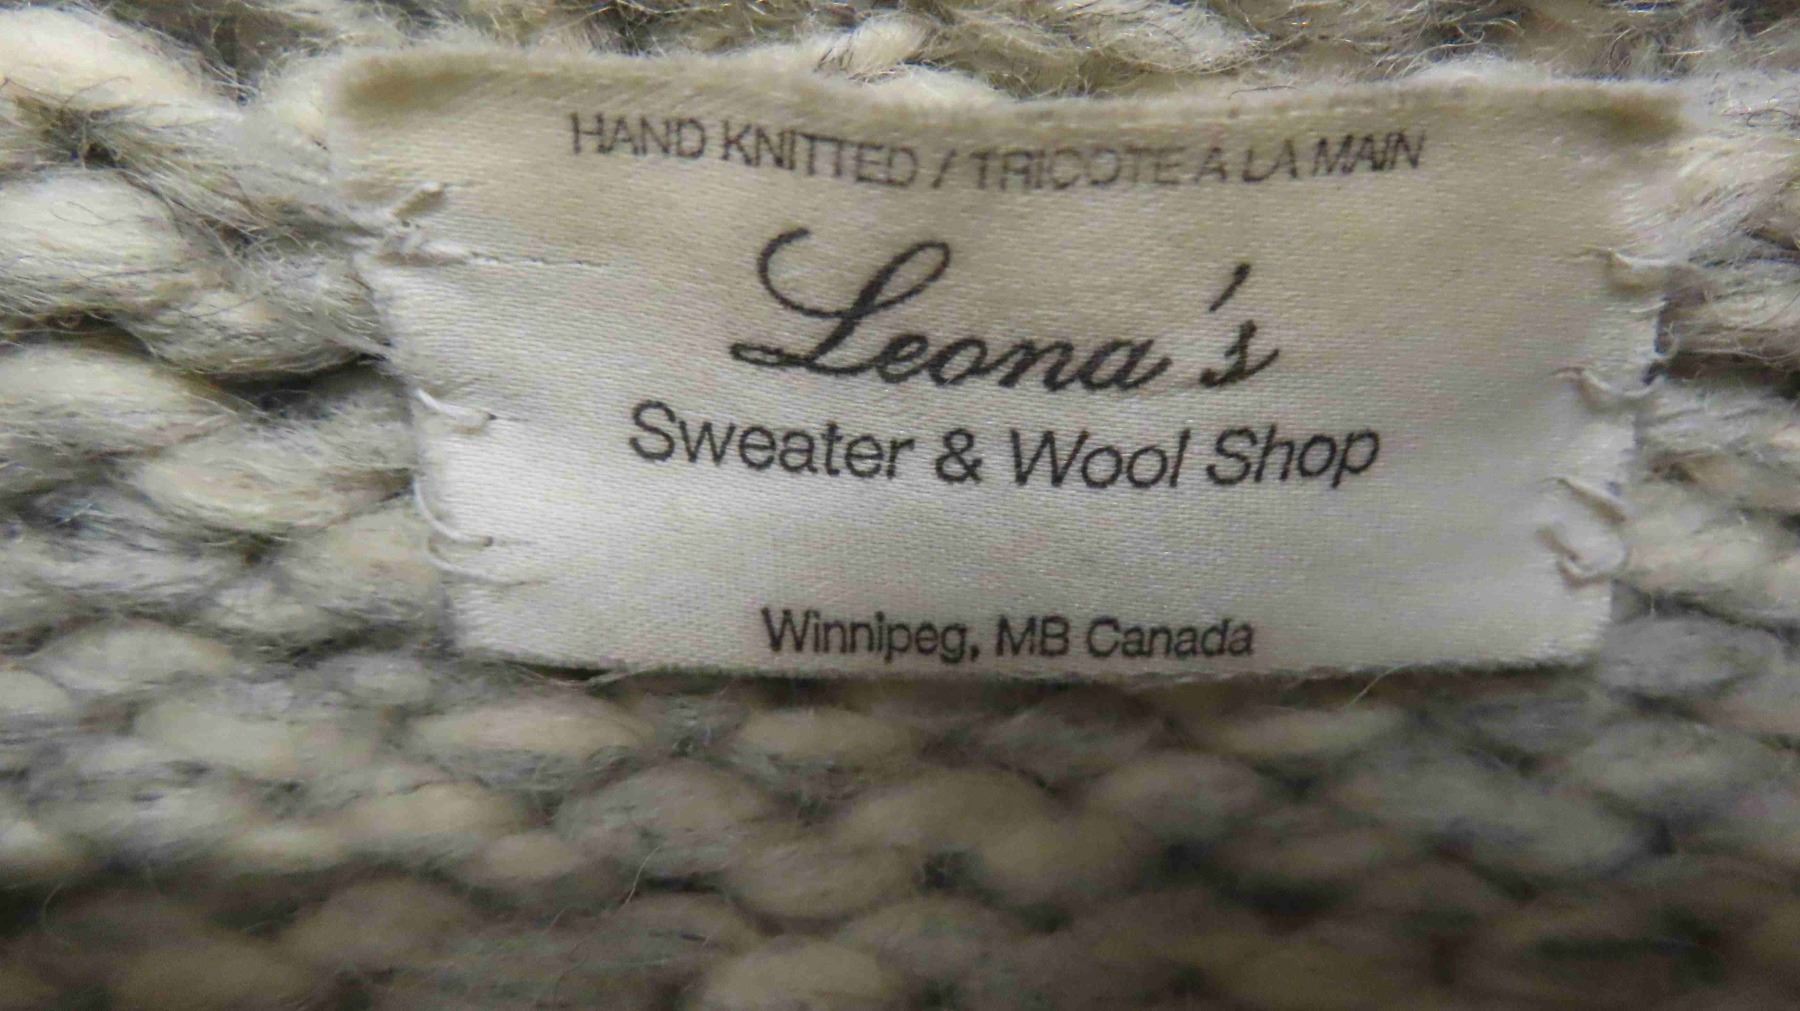 HAND KNITTED / TRICOTE A LA MAIN
Leona's
Sweater & Wool Shop
Winnipeg, MB Canada